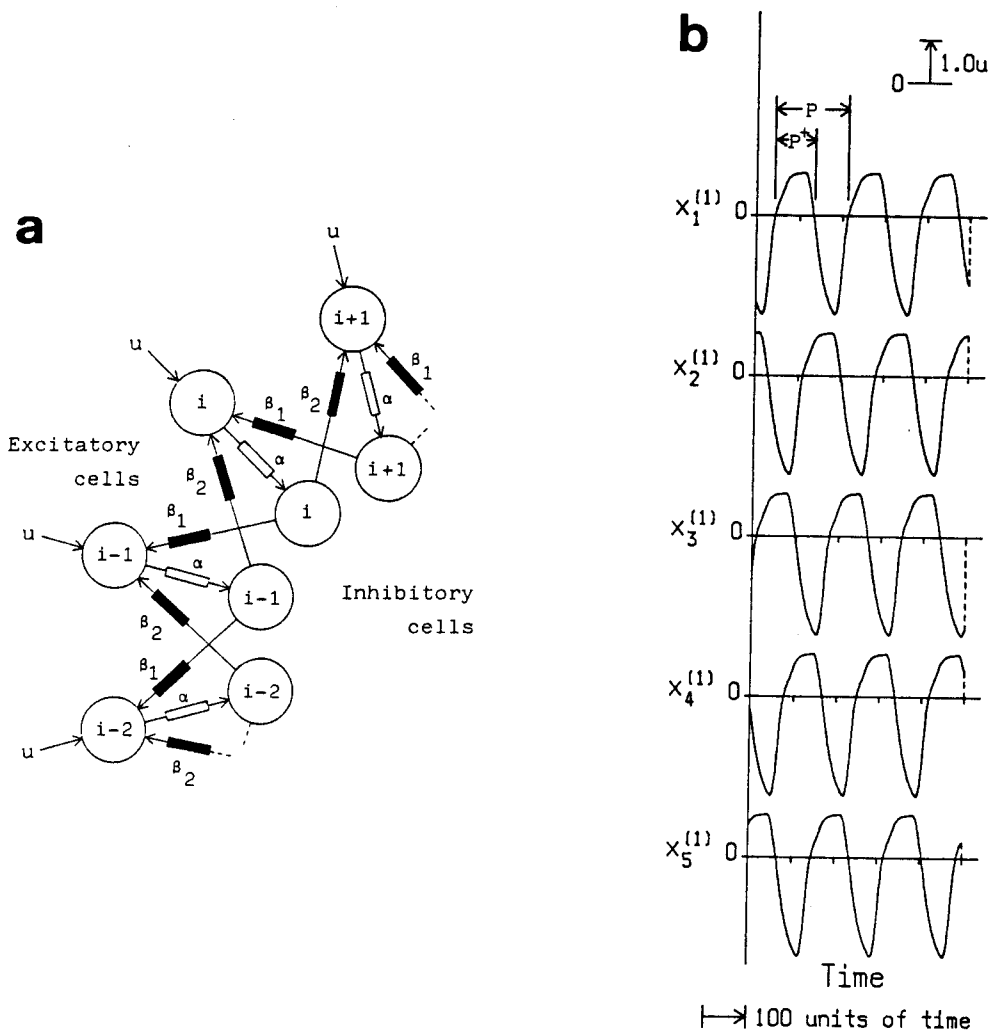 a
u
i+1
u
i
β1
β2
α
β1
i+1
Excitatory
cells
α
β2
i
β1
u
i-1
α
i-1
Inhibitory
cells
β2
β1
i-2
α
i-2
u
β2
b
1.0u
0
P
P+
X1(1) 0
X2(1) 0
X3(1) 0
X4(1) 0
X5(1) 0
Time
100 units of time